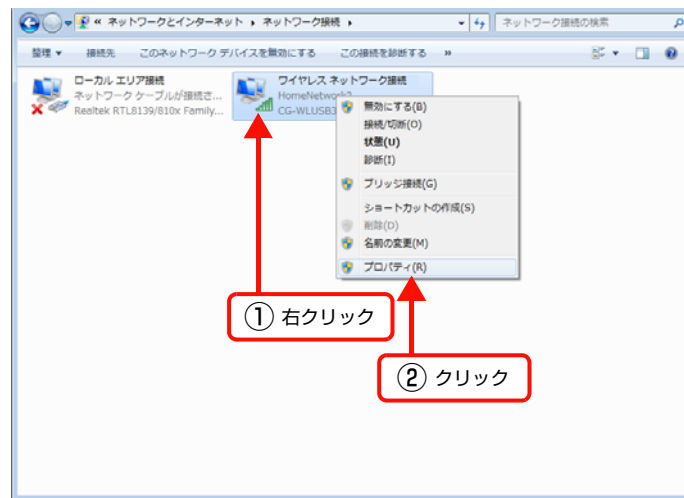 « ネットワークとインターネット ▸ ネットワーク接続 ▸
ネットワーク接続の検索
整理 ▼ 接続先 このネットワーク デバイスを無効にする この接続を診断する »
ローカル エリア接続
ネットワーク ケーブルが接続さ...
Realtek RTL8139/810x Family...
ワイヤレス ネットワーク接続
HomeNetwork2
CG-WLUSB3
無効にする(B)
接続/切断(O)
状態(U)
診断(I)
ブリッジ接続(G)
ショートカットの作成(S)
削除(D)
名前の変更(M)
プロパティ(R)
① 右クリック
② クリック